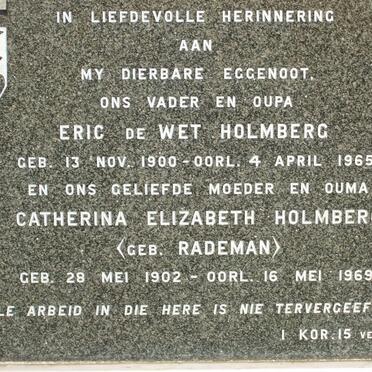 IN LIEFDEVOLLE HERINNERING
AAN
MY DIERBARE EGGENOOT,
ONS VADER EN OUPA
ERIC DE WET HOLMBERG
GEB. 13 NOV. 1900 - OORL. 4 APRIL 1965
EN ONS GELIEFDE MOEDER EN OUMA
CATHERINA ELIZABETH HOLMBERG
(GEB. RADEMAN)
GEB. 28 MEI 1902 - OORL. 16 MEI 1969
ARBEID IN DIE HERE IS NIE
1 KOR. 15